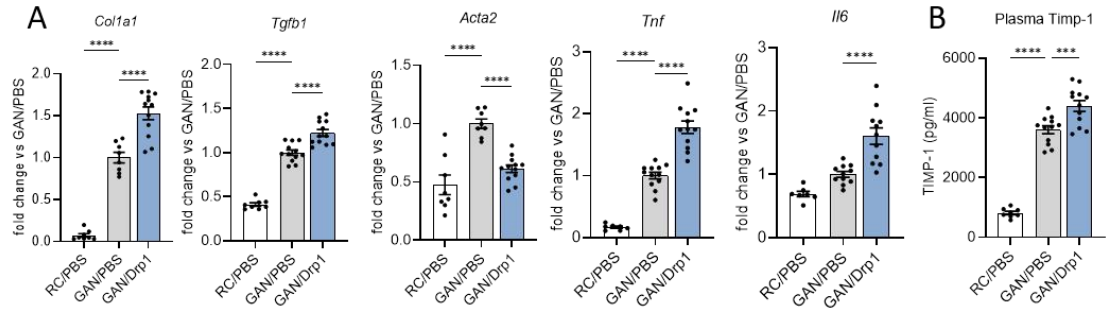 A
Col1a1
fold change vs GAN/PBS
2.0
1.5
1.0
0.5
0.0
****
****
RC/PBS
GAN/PBS
GAN/Drp1
Tgfb1
fold change vs GAN/PBS
2.0
1.5
1.0
0.5
0.0
****
****
RC/PBS
GAN/PBS
GAN/Drp1
Acta2
fold change vs GAN/PBS
1.5
1.0
0.5
0.0
****
****
RC/PBS
GAN/PBS
GAN/Drp1
Tnf
fold change vs GAN/PBS
3
2
1
0
****
****
RC/PBS
GAN/PBS
GAN/Drp1
Il6
fold change vs GAN/PBS
3
2
1
0
****
RC/PBS
GAN/PBS
GAN/Drp1
B
Plasma Timp-1
TIMP-1 (pg/ml)
6000
4000
2000
0
****
***
RC/PBS
GAN/PBS
GAN/Drp1